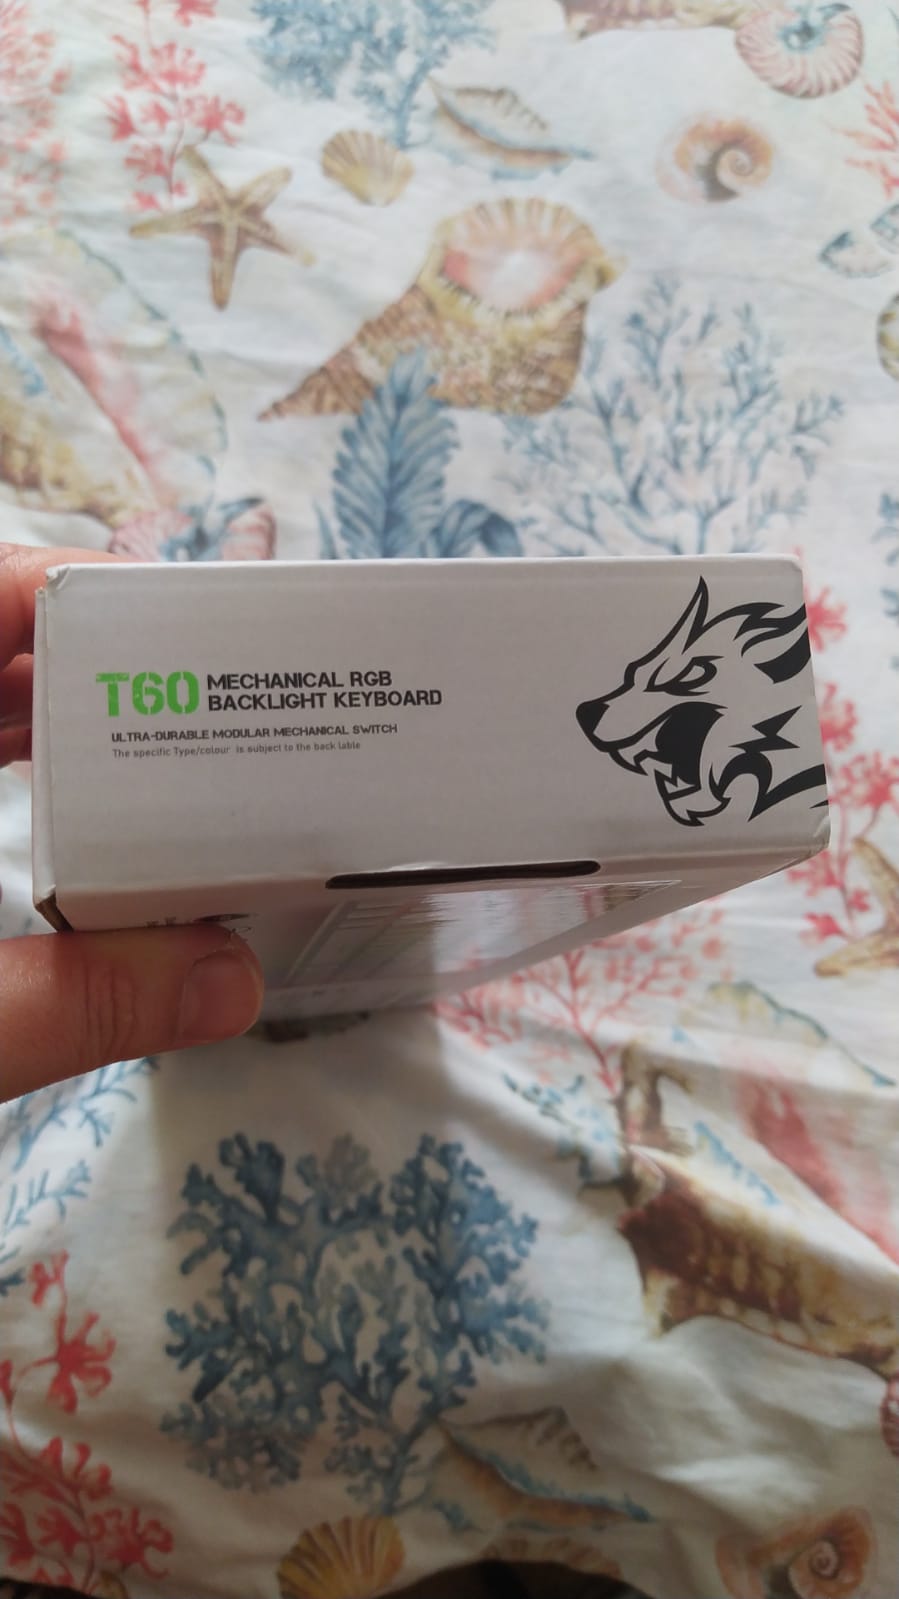 T60 MECHANICAL RGB
BACKLIGHT KEYBOARD
ULTRA-DURABLE MODULAR MECHANICAL SWITCH
The specific Type/colour is subject to the back lable